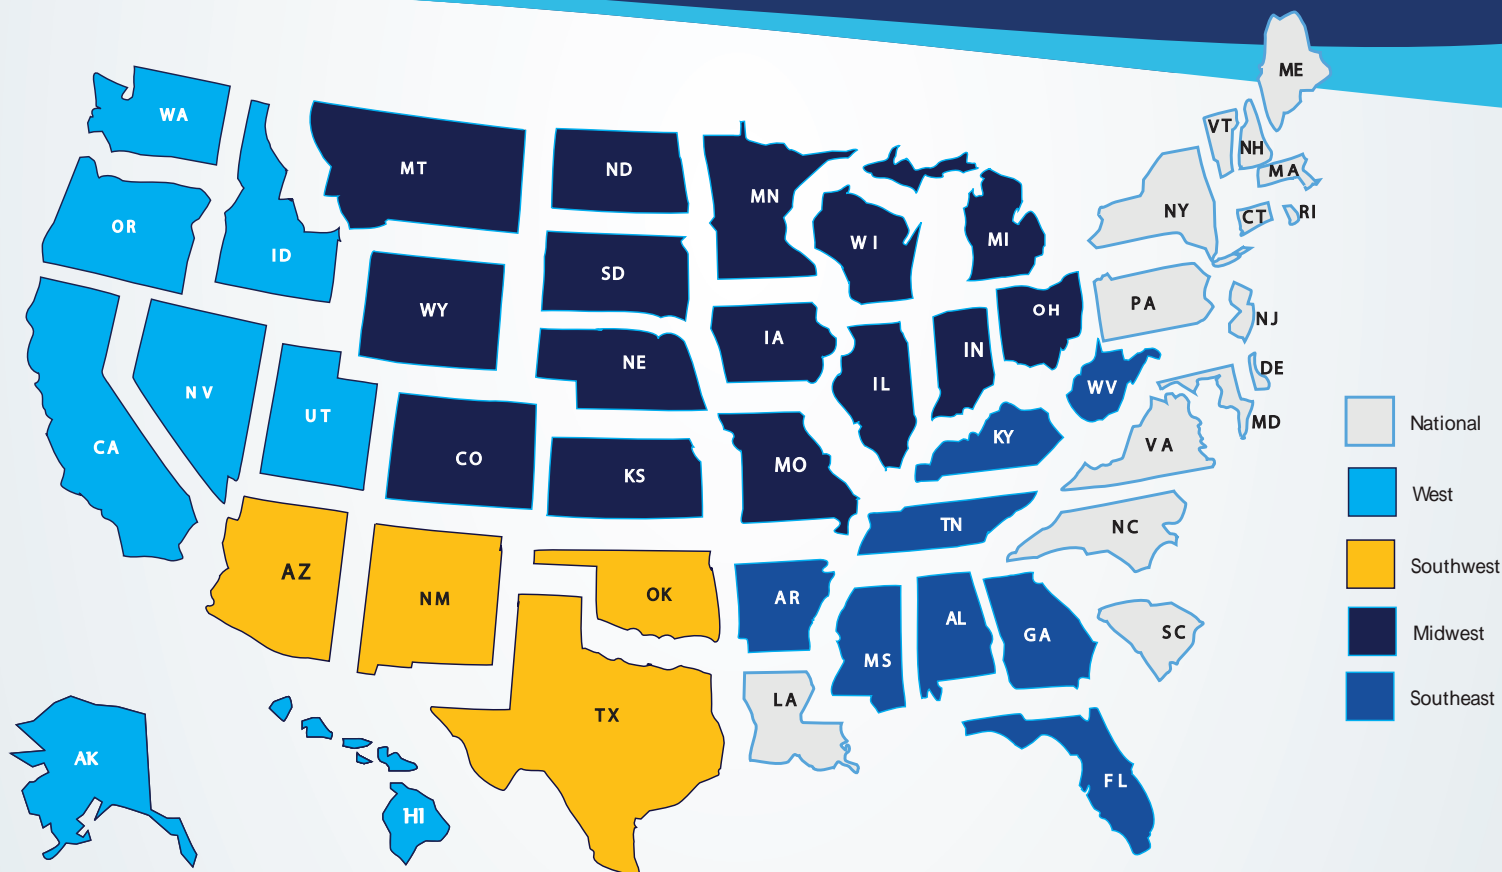 ME
WA
VT
NH
MT
ND
MA
MN
NY
CT
RI
OR
WI
MI
ID
SD
WY
PA
OH
NJ
IA
IN
NE
DE
IL
WV
NV
UT
MD
National
KY
VA
CA
CO
MO
KS
West
TN
NC
AZ
Southwest
OK
NM
AR
AL
SC
GA
Midwest
MS
LA
Southeast
TX
AK
FL
HI